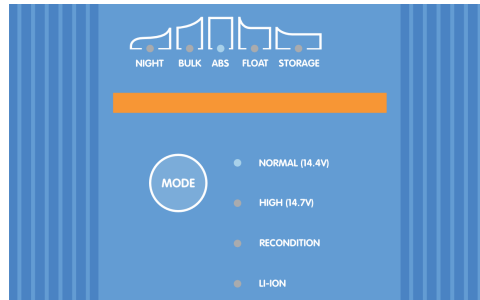 NIGHT BULK ABS FLOAT STORAGE
MODE
NORMAL (14.4V)
HIGH (14.7V)
RECONDITION
LI-ION